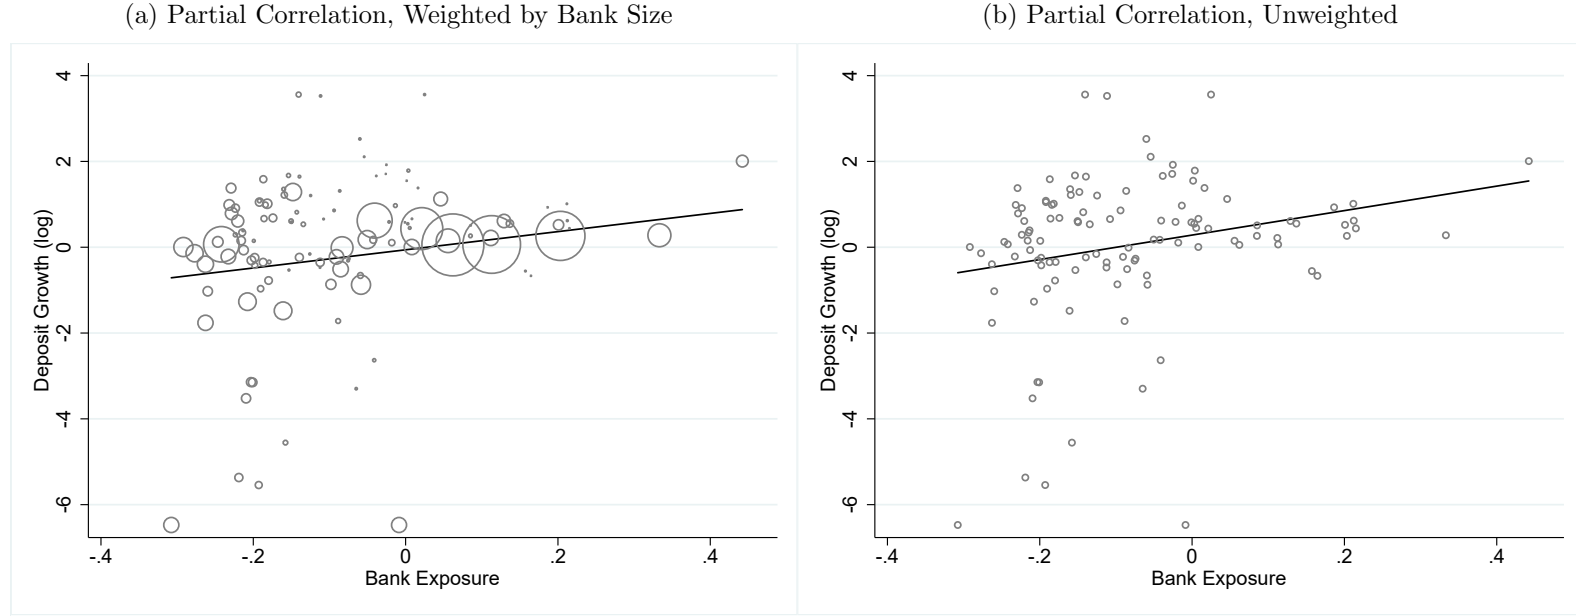 (a) Partial Correlation, Weighted by Bank Size
4
2
0
-2
-4
-6
Deposit Growth (log)
-.4 -.2 0 .2 .4
Bank Exposure
(b) Partial Correlation, Unweighted
4
2
0
-2
-4
-6
Deposit Growth (log)
-.4 -.2 0 .2 .4
Bank Exposure